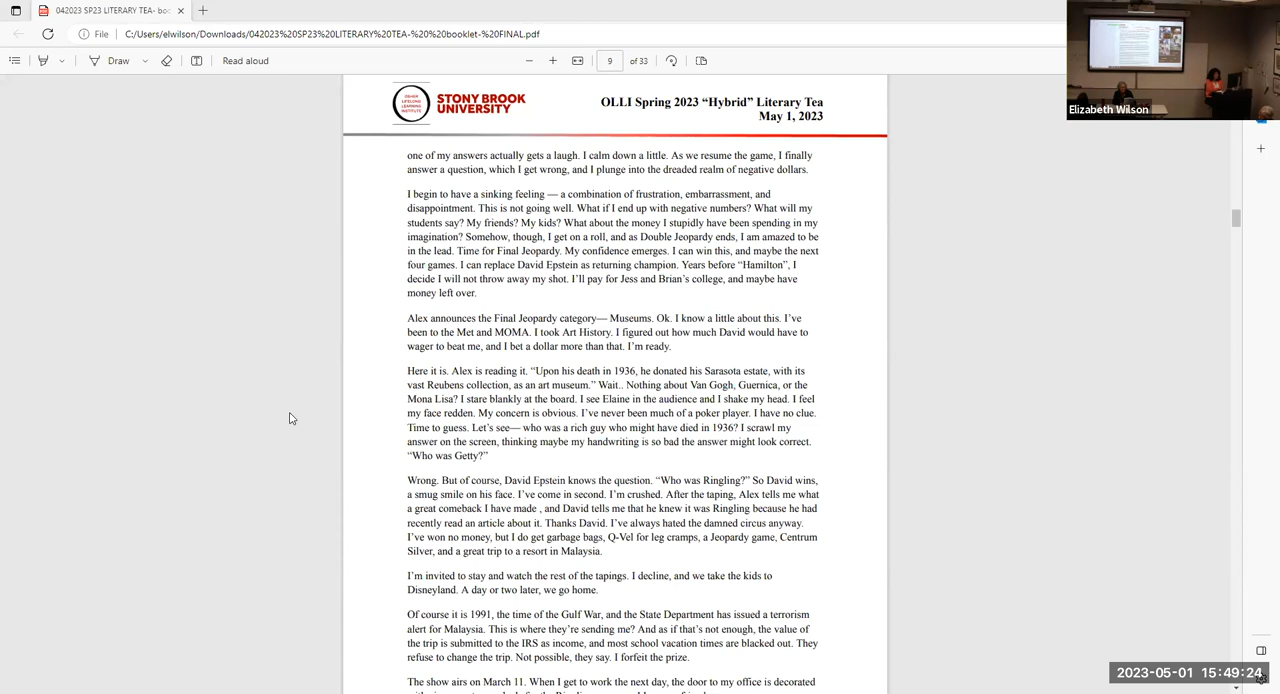 042023 SP23 LITERARY TEA- bo
File
C:/Users/elwilson/Downloads/042023%20SP23%20LITERARY%20TEA-%20%20booklet-%20FINAL.pdf
Draw
Read aloud
9
of 33
Elizabeth Wilson
OSHER
LIFELONG
LEARNING
INSTITUTE
STONY BROOK
UNIVERSITY
OLLI Spring 2023 “Hybrid” Literary Tea
May 1, 2023
one of my answers actually gets a laugh. I calm down a little. As we resume the game, I finally
answer a question, which I get wrong, and I plunge into the dreaded realm of negative dollars.
I begin to have a sinking feeling — a combination of frustration, embarrassment, and
disappointment. This is not going well. What if I end up with negative numbers? What will my
students say? My friends? My kids? What about the money I stupidly have been spending in my
imagination? Somehow, though, I get on a roll, and as Double Jeopardy ends, I am amazed to be
in the lead. Time for Final Jeopardy. My confidence emerges. I can win this, and maybe the next
four games. I can replace David Epstein as returning champion. Years before “Hamilton”, I
decide I will not throw away my shot. I’ll pay for Jess and Brian’s college, and maybe have
money left over.
Alex announces the Final Jeopardy category— Museums. Ok. I know a little about this. I’ve
been to the Met and MOMA. I took Art History. I figured out how much David would have to
wager to beat me, and I bet a dollar more than that. I’m ready.
Here it is. Alex is reading it. “Upon his death in 1936, he donated his Sarasota estate, with its
vast Reubens collection, as an art museum.” Wait.. Nothing about Van Gogh, Guernica, or the
Mona Lisa? I stare blankly at the board. I see Elaine in the audience and I shake my head. I feel
my face redden. My concern is obvious. I’ve never been much of a poker player. I have no clue.
Time to guess. Let’s see— who was a rich guy who might have died in 1936? I scrawl my
answer on the screen, thinking maybe my handwriting is so bad the answer might look correct.
“Who was Getty?”
Wrong. But of course, David Epstein knows the question. “Who was Ringling?” So David wins,
a smug smile on his face. I’ve come in second. I’m crushed. After the taping, Alex tells me what
a great comeback I have made , and David tells me that he knew it was Ringling because he had
recently read an article about it. Thanks David. I’ve always hated the damned circus anyway.
I’ve won no money, but I do get garbage bags, Q-Vel for leg cramps, a Jeopardy game, Centrum
Silver, and a great trip to a resort in Malaysia.
I’m invited to stay and watch the rest of the tapings. I decline, and we take the kids to
Disneyland. A day or two later, we go home.
Of course it is 1991, the time of the Gulf War, and the State Department has issued a terrorism
alert for Malaysia. This is where they’re sending me? And as if that’s not enough, the value of
the trip is submitted to the IRS as income, and most school vacation times are blacked out. They
refuse to change the trip. Not possible, they say. I forfeit the prize.
The show airs on March 11. When I get to work the next day, the door to my office is decorated
2023-05-01 15:49:24